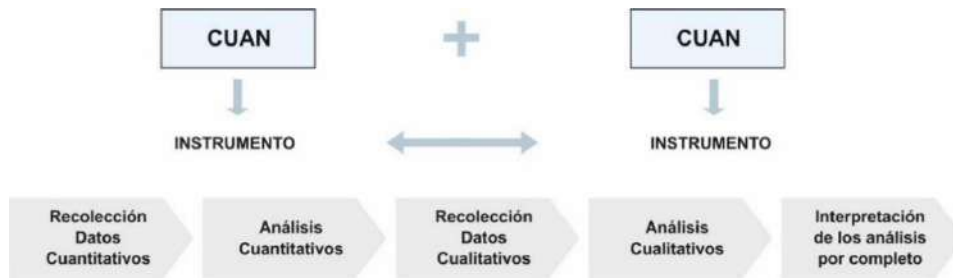 CUAN
+
CUAN
INSTRUMENTO
INSTRUMENTO
Recolección
Datos
Cuantitativos
Análisis
Cuantitativos
Recolección
Datos
Cualitativos
Análisis
Cualitativos
Interpretación
de los análisis
por completo